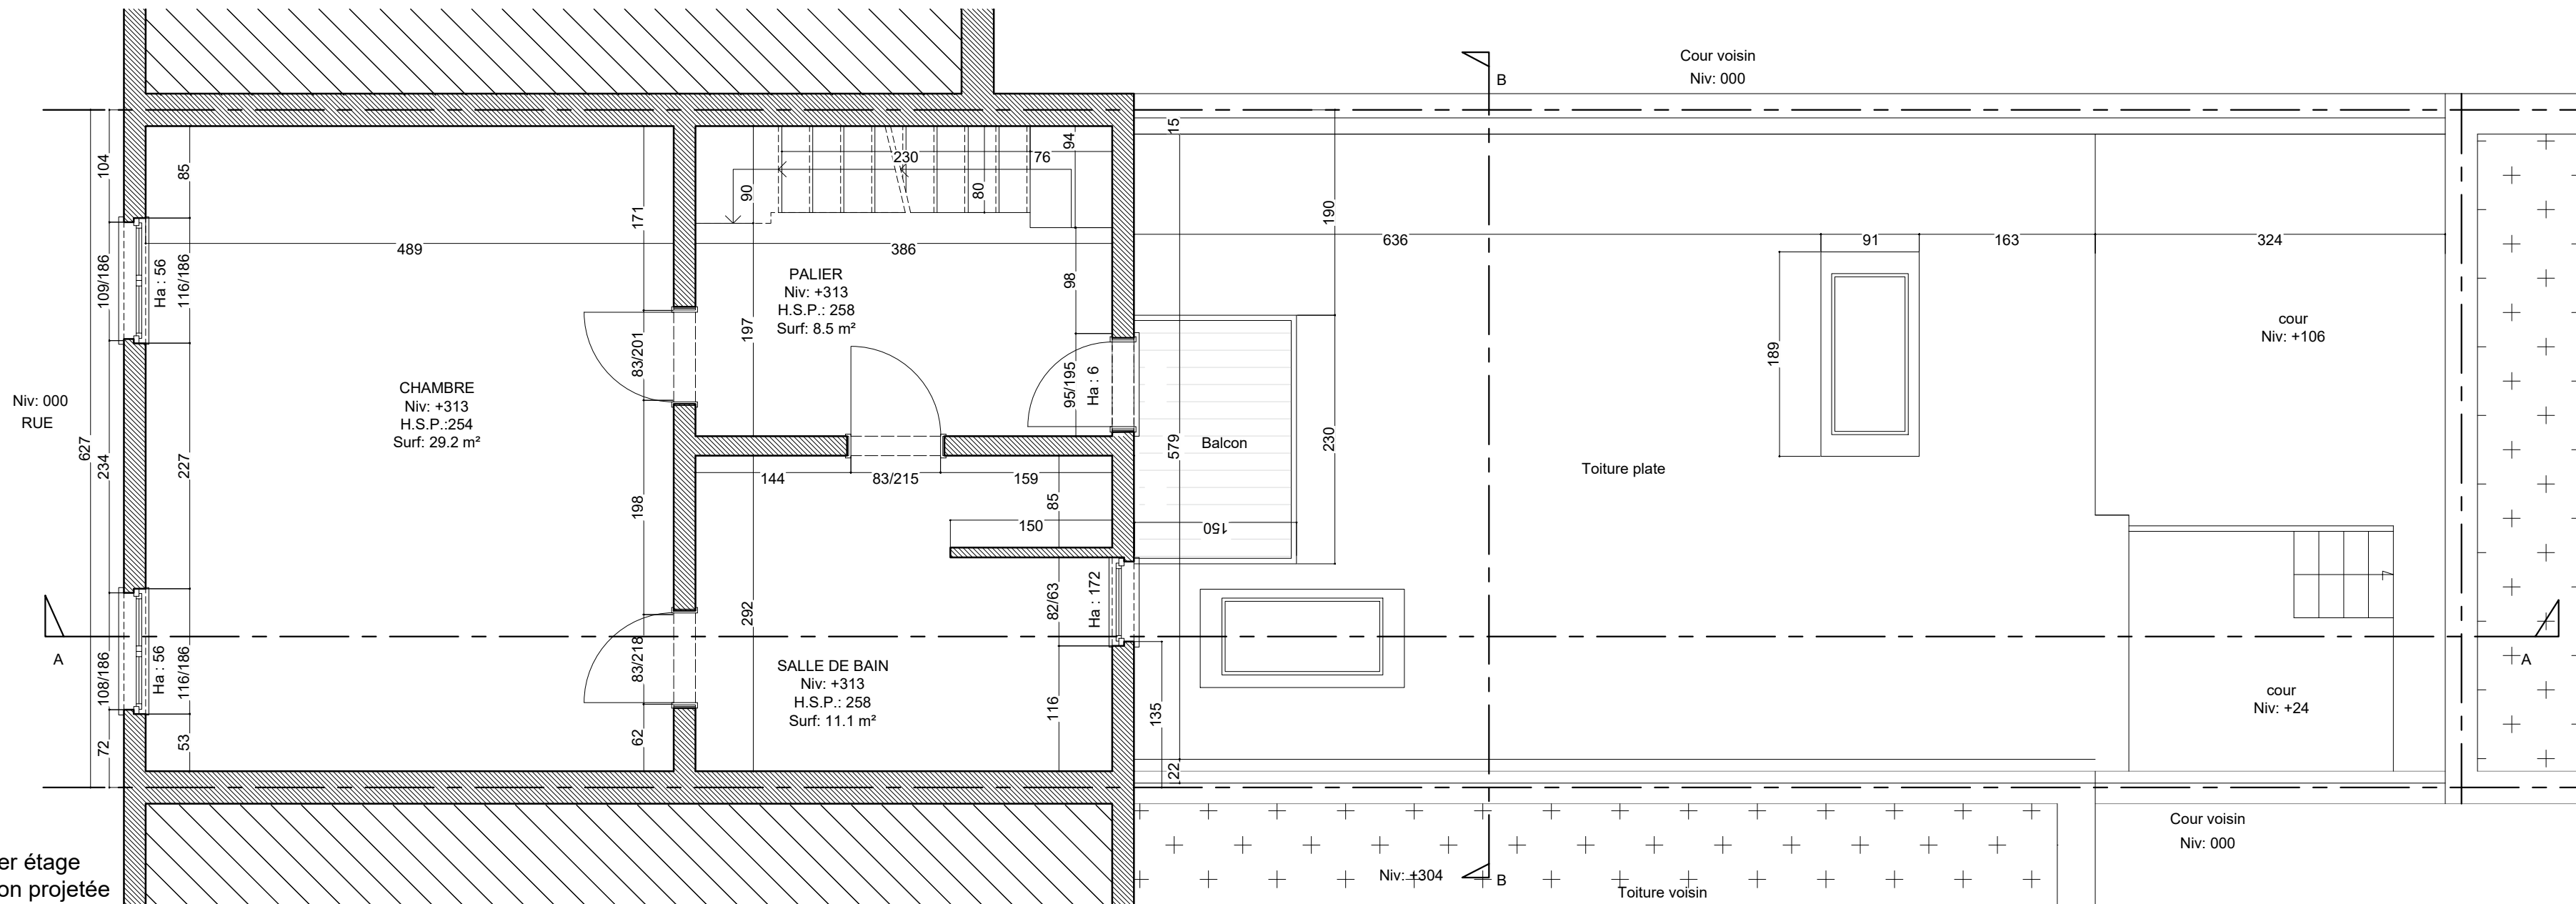 Cour voisin
Niv: 000
B
15
104
85
94
230
76
90
80
171
190
489
386
636
91
163
324
109/186
Ha : 56
116/186
PALIER
Niv: +313
H.S.P.: 258
Surf: 8.5 m²
98
197
83/201
95/195
Ha : 6
189
cour
Niv: +106
Niv: 000
RUE
CHAMBRE
Niv: +313
H.S.P.:254
Surf: 29.2 m²
627
234
227
579
Balcon
230
Toiture plate
144
83/215
159
198
85
150
150
292
82/63
Ha : 172
A
A
108/186
Ha : 56
116/186
83/218
SALLE DE BAIN
Niv: +313
H.S.P.: 258
Surf: 11.1 m²
116
135
cour
Niv: +24
72
53
62
22
Cour voisin
Niv: 000
er étage
on projetée
Niv: +304
B
Toiture voisin